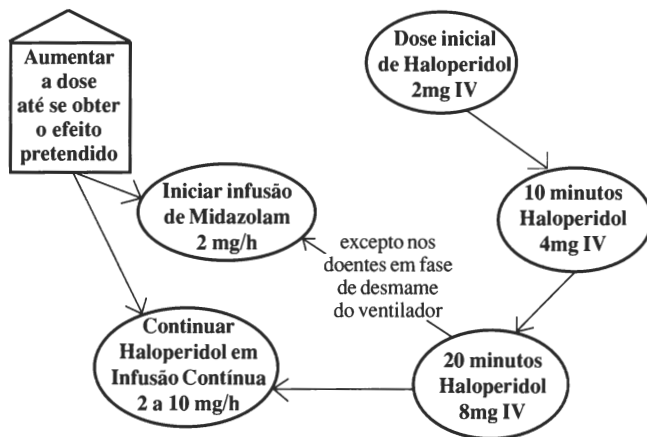 Aumentar
a dose
até se obter
o efeito
pretendido
Dose inicial
de Haloperidol
2mg IV
Iniciar infusão
de Midazolam
2 mg/h
10 minutos
Haloperidol
4mg IV
excepto nos
doentes em fase
de desmame
do ventilador
Continuar
Haloperidol em
Infusão Contínua
2 a 10 mg/h
20 minutos
Haloperidol
8mg IV